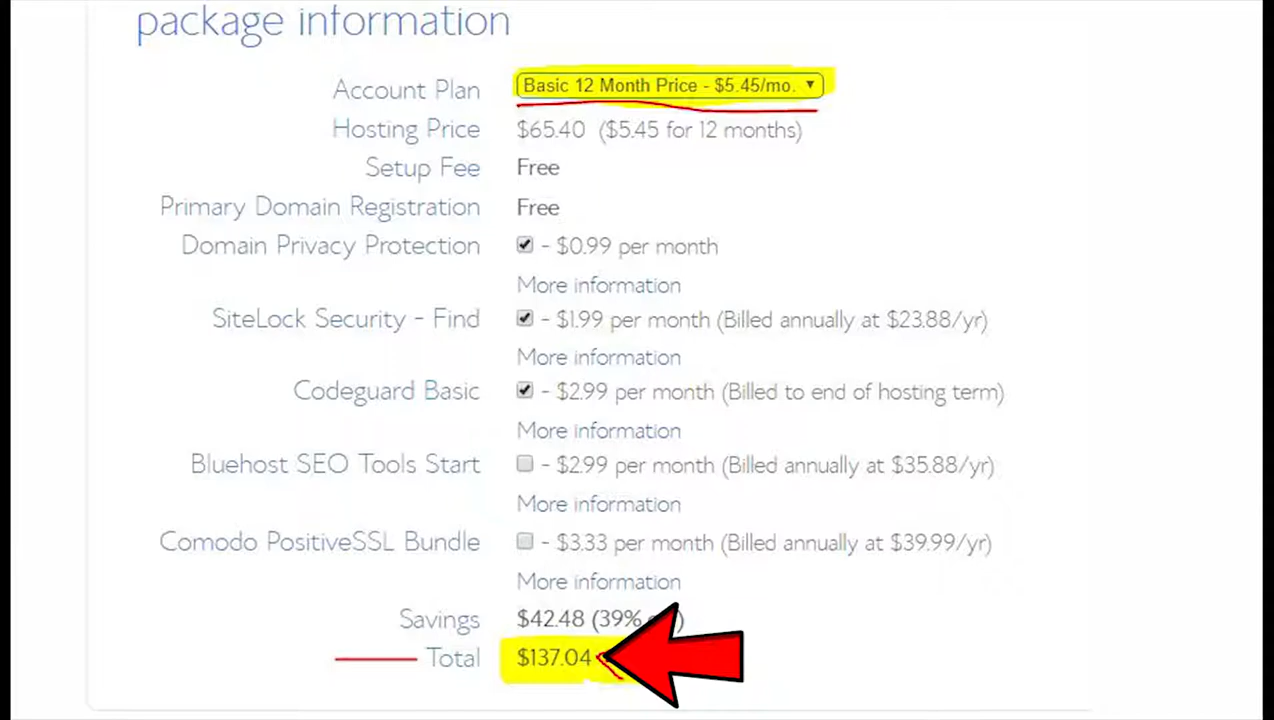 package information
Account Plan Basic 12 Month Price - $5.45/mo.
Hosting Price $65.40 ($5.45 for 12 months)
Setup Fee Free
Primary Domain Registration Free
Domain Privacy Protection - $0.99 per month
More information
SiteLock Security - Find - $1.99 per month (Billed annually at $23.88/yr)
More information
Codeguard Basic - $2.99 per month (Billed to end of hosting term)
More information
Bluehost SEO Tools Start - $2.99 per month (Billed annually at $35.88/yr)
More information
Comodo PositiveSSL Bundle - $3.33 per month (Billed annually at $39.99/yr)
More information
Savings $42.48 (39% )
Total $137.04